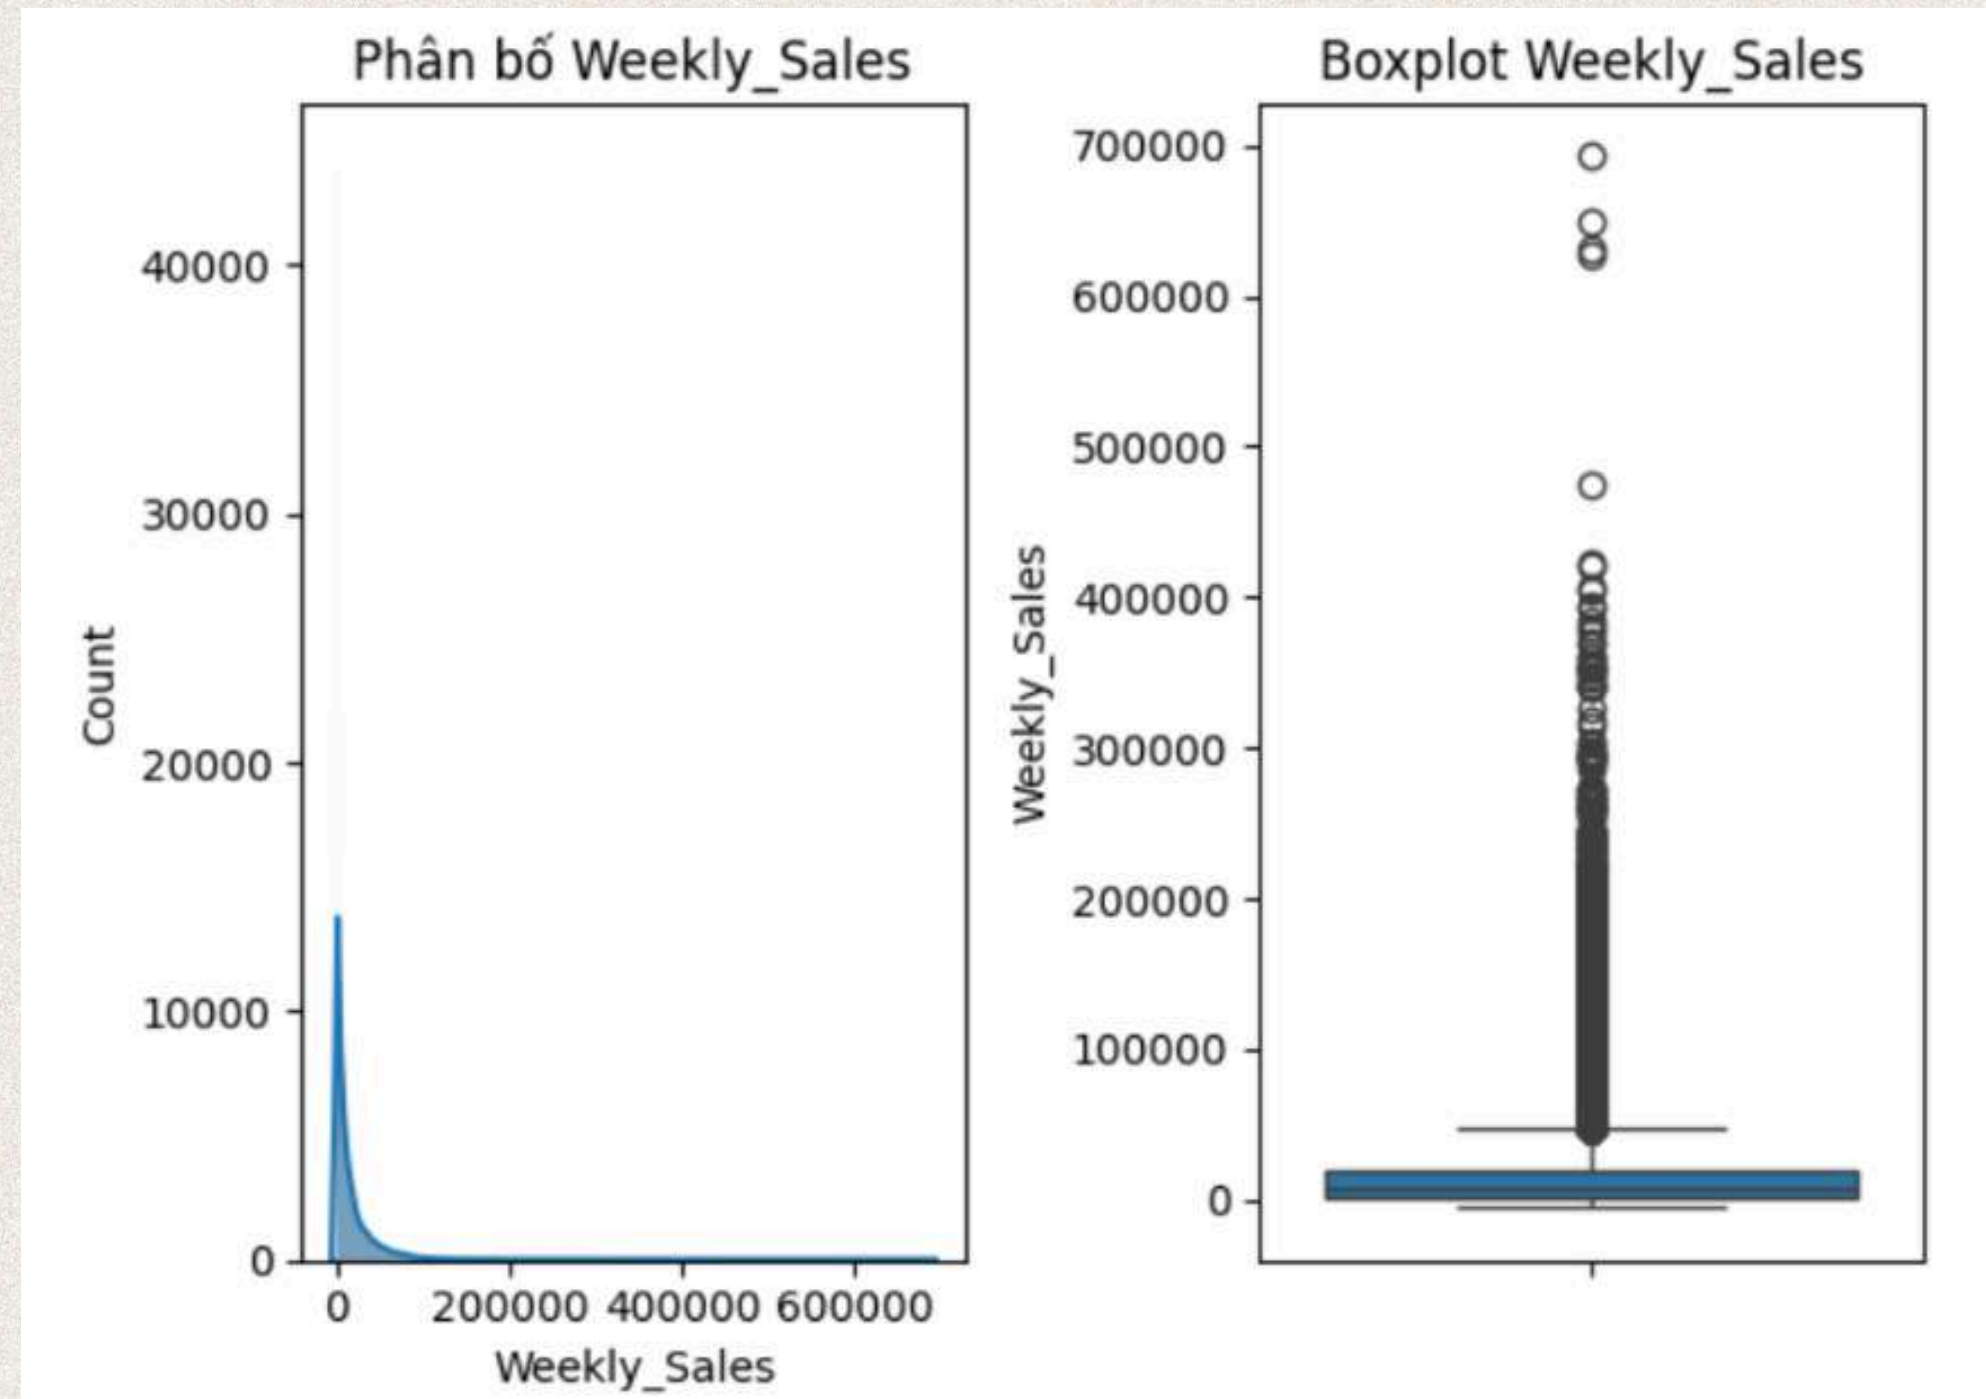 Phân bố Weekly_Sales
40000
30000
20000
10000
0
Count
0 200000 400000 600000
Weekly_Sales
Boxplot Weekly_Sales
700000
600000
500000
400000
300000
200000
100000
0
Weekly_Sales